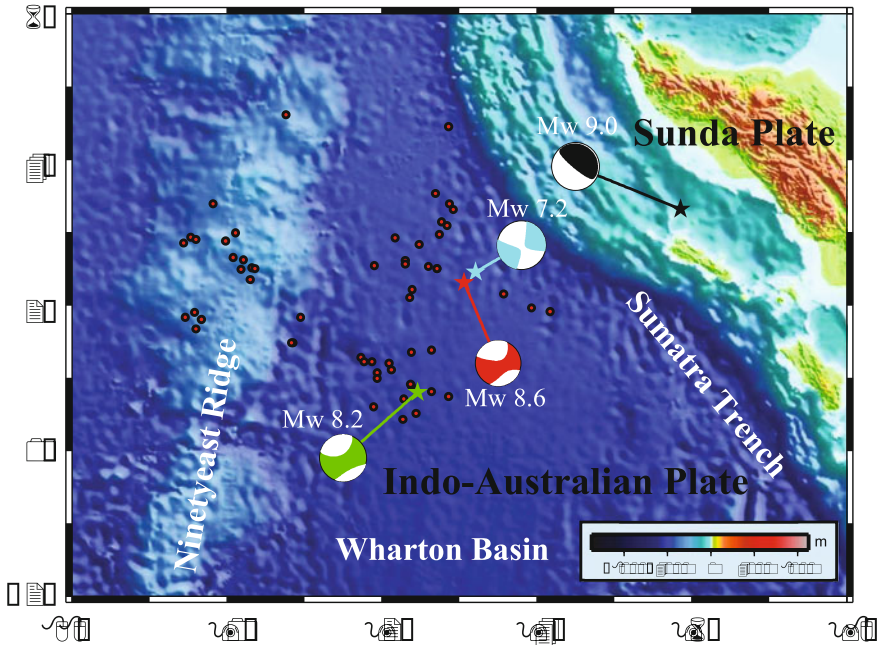 Mw 9.0
Sunda Plate
Mw 7.2
Sumatra Trench
Ninetyeast Ridge
Mw 8.6
Mw 8.2
Indo-Australian Plate
Wharton Basin
m